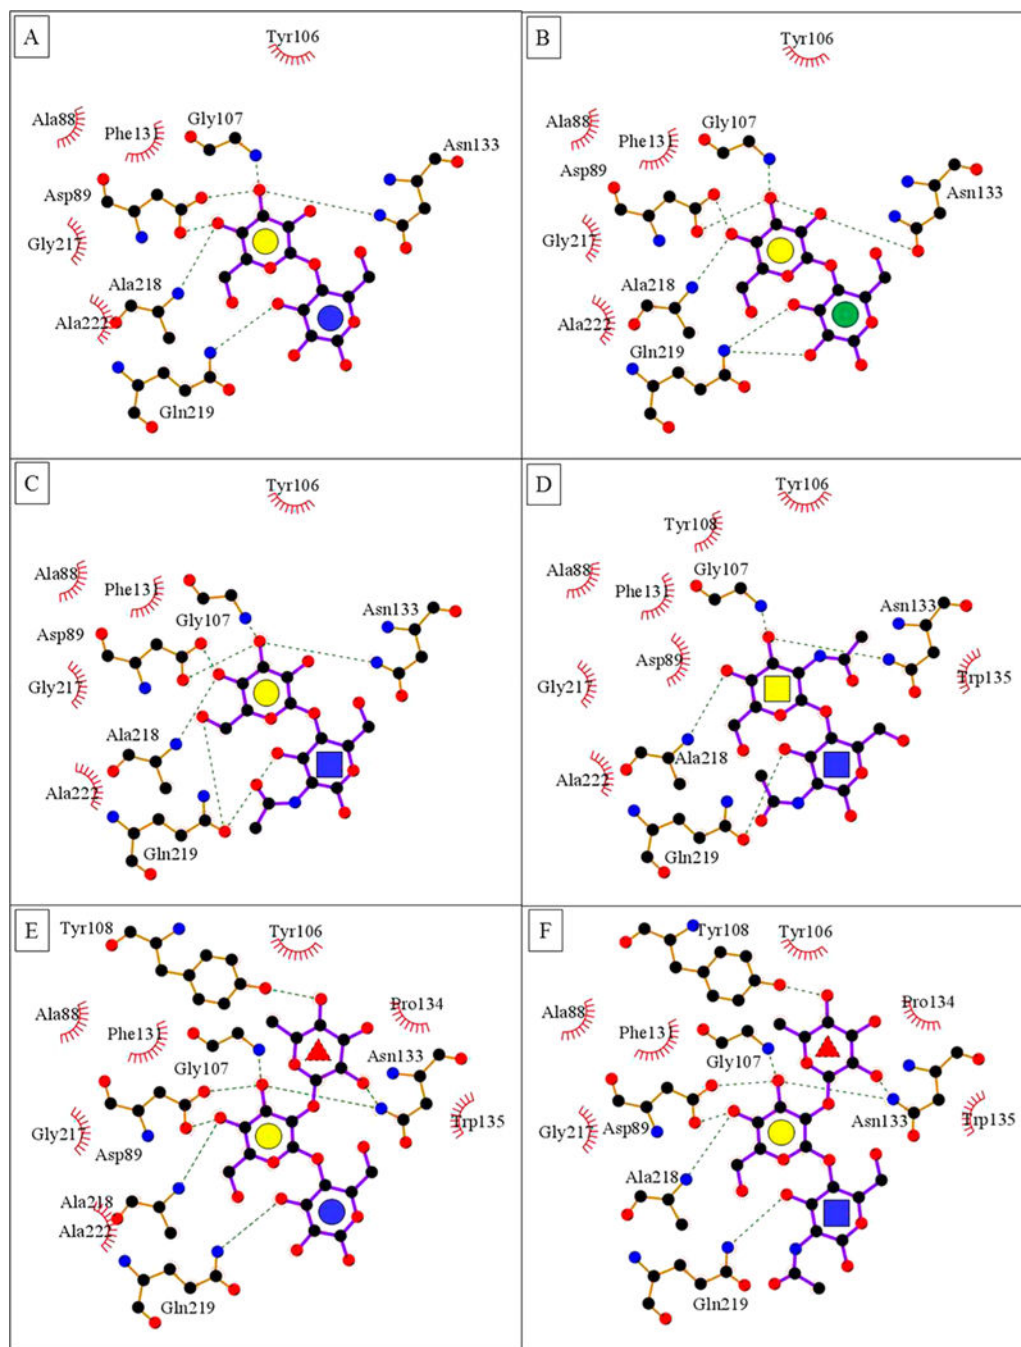 A
Tyr106
Ala88
Phe131
Gly107
Asn133
Asp89
Gly217
Ala218
Ala222
Gln219
B
Tyr106
Ala88
Phe131
Gly107
Asp89
Asn133
Gly217
Ala218
Ala222
Gln219
C
Tyr106
Ala88
Phe131
Gly107
Asn133
Asp89
Gly217
Ala218
Ala222
Gln219
D
Tyr106
Tyr108
Gly107
Ala88
Phe131
Asn133
Asp89
Trp135
Gly217
Ala218
Ala222
Gln219
E
Tyr108
Tyr106
Ala88
Phe131
Pro134
Gly107
Asn133
Gly217
Trp135
Asp89
Ala218
Ala222
Gln219
F
Tyr108
Tyr106
Ala88
Phe131
Pro134
Gly107
Gly217
Asp89
Asn133
Trp135
Ala218
Gln219